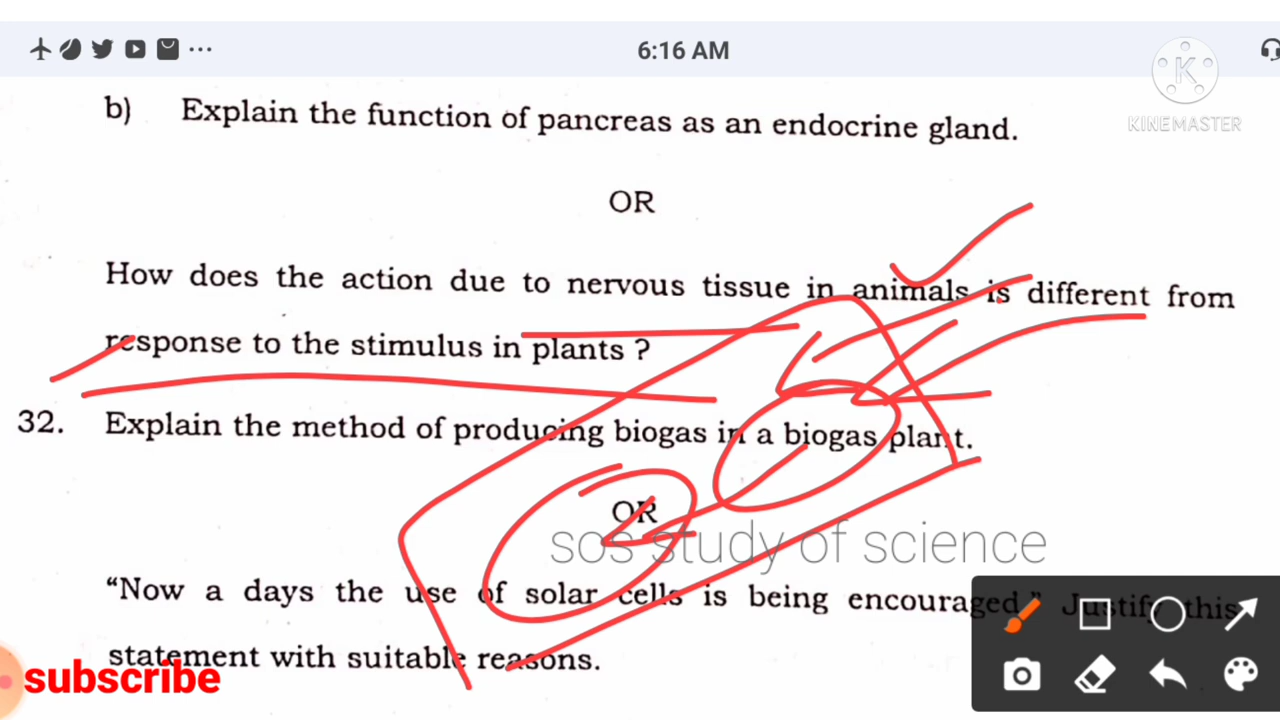 6:16 AM
K
KINEMASTER
b) Explain the function of pancreas as an endocrine gland.
OR
How does the action due to nervous tissue in animals is different from
response to the stimulus in plants ?
32. Explain the method of producing biogas in a biogas plant.
OR
sos study of science
“Now a days the use of solar cells is being encouraged.” Justify this
statement with suitable reasons.
subscribe